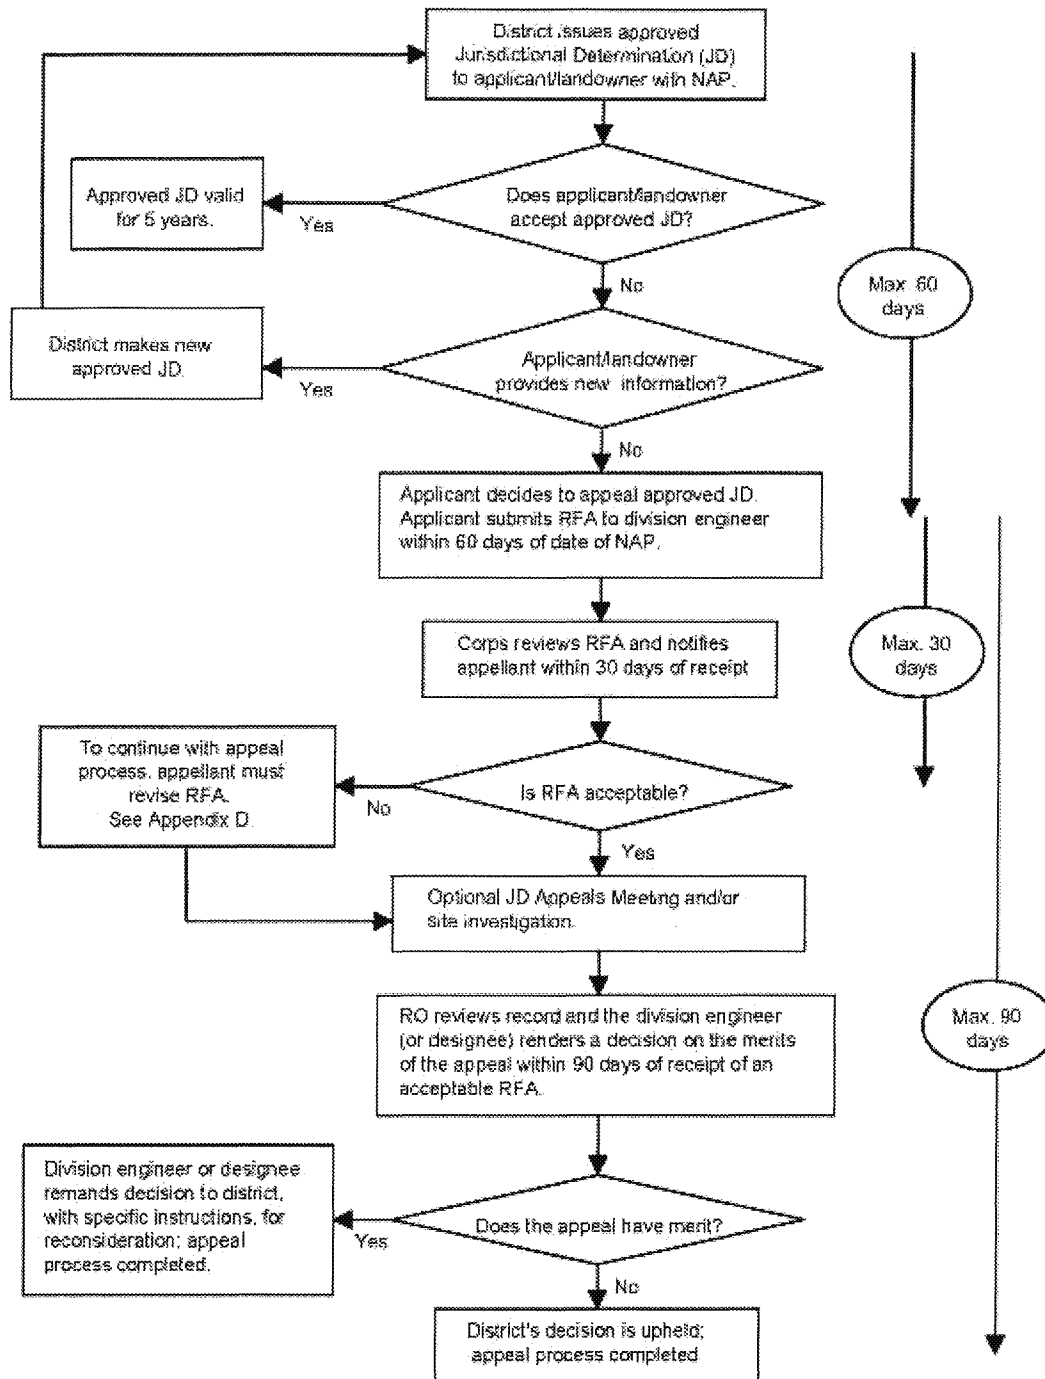 District issues approved
Jurisdictional Determination (JD)
to applicant/landowner with NAP.
Approved JD valid
for 5 years.
Yes
Does applicant/landowner
accept approved JD?
No
Max. 60
days
District makes new
approved JD.
Yes
Applicant/landowner
provides new information?
No
Applicant decides to appeal approved JD.
Applicant submits RFA to division engineer
within 60 days of date of NAP.
Corps reviews RFA and notifies
appellant within 30 days of receipt
Max. 30
days
To continue with appeal
process, appellant must
revise RFA.
See Appendix D.
No
Is RFA acceptable?
Yes
Optional JD Appeals Meeting and/or
site investigation.
RO reviews record and the division engineer
(or designee) renders a decision on the merits
of the appeal within 90 days of receipt of an
acceptable RFA.
Max. 90
days
Division engineer or designee
remands decision to district,
with specific instructions, for
reconsideration; appeal
process completed.
Yes
Does the appeal have merit?
No
District's decision is upheld;
appeal process completed